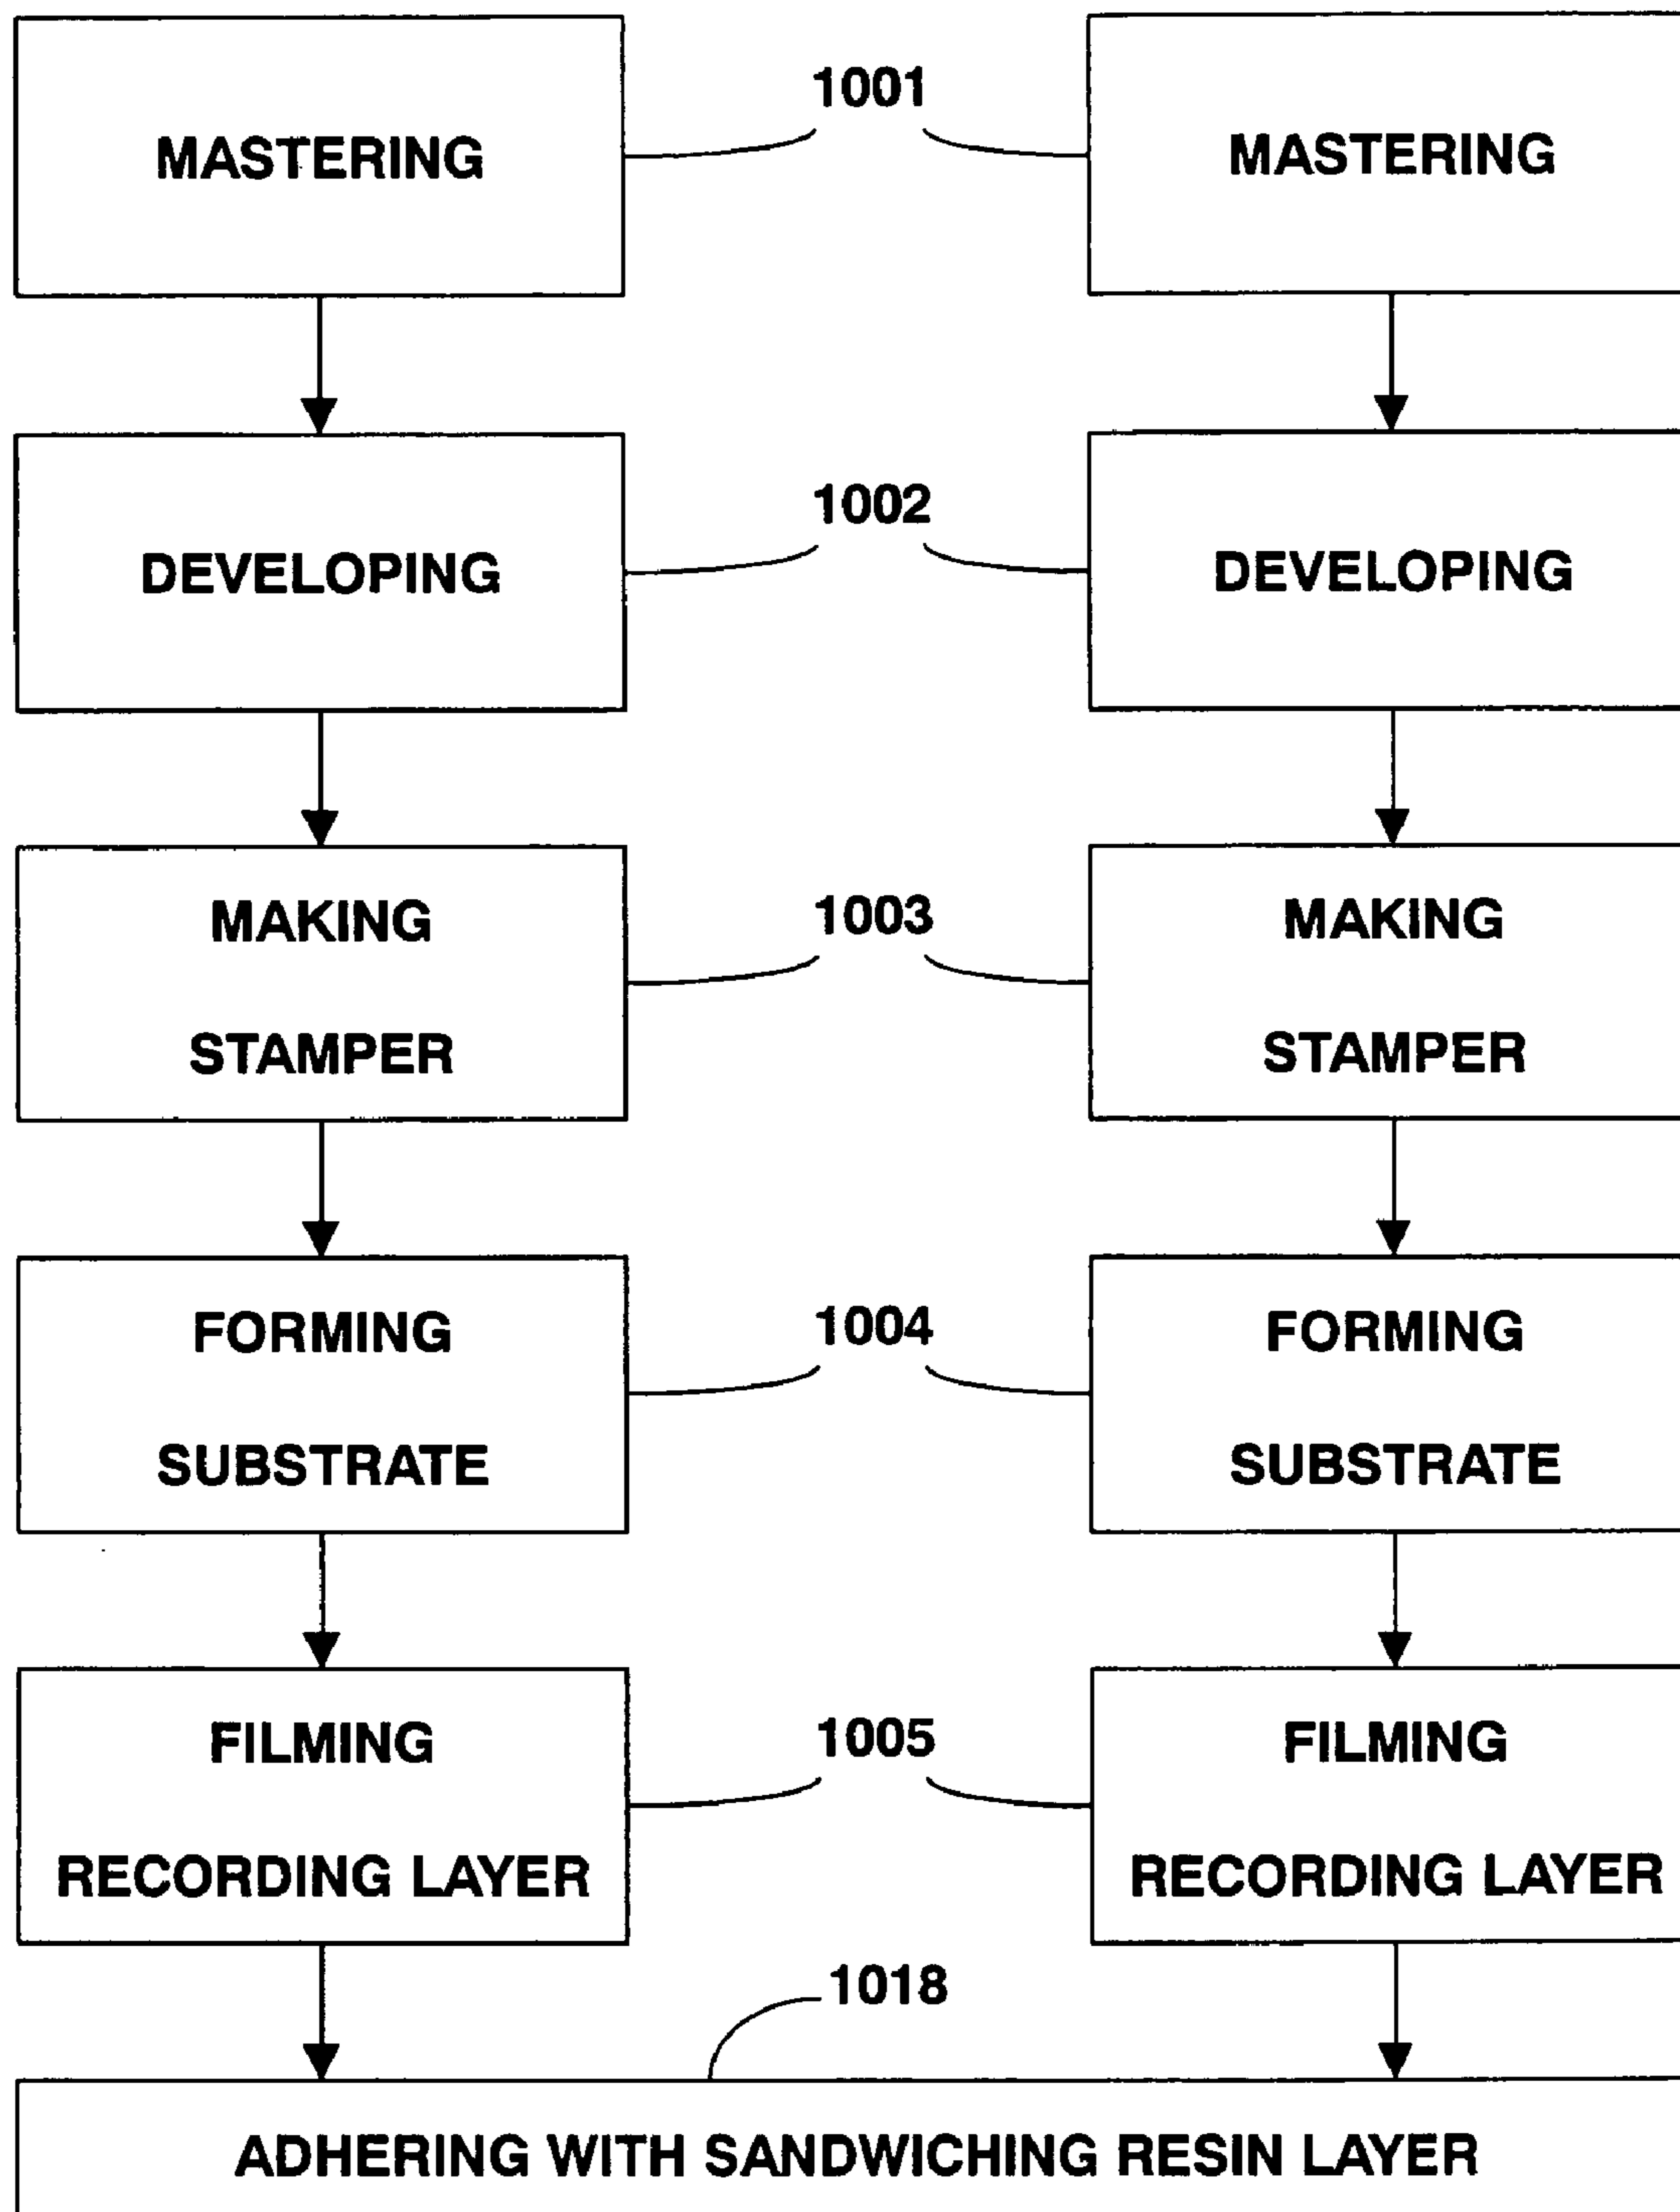 MASTERING
1001
MASTERING
DEVELOPING
1002
DEVELOPING
MAKING
STAMPER
1003
MAKING
STAMPER
FORMING
SUBSTRATE
1004
FORMING
SUBSTRATE
FILMING
RECORDING LAYER
1005
FILMING
RECORDING LAYER
1018
ADHERING WITH SANDWICHING RESIN LAYER